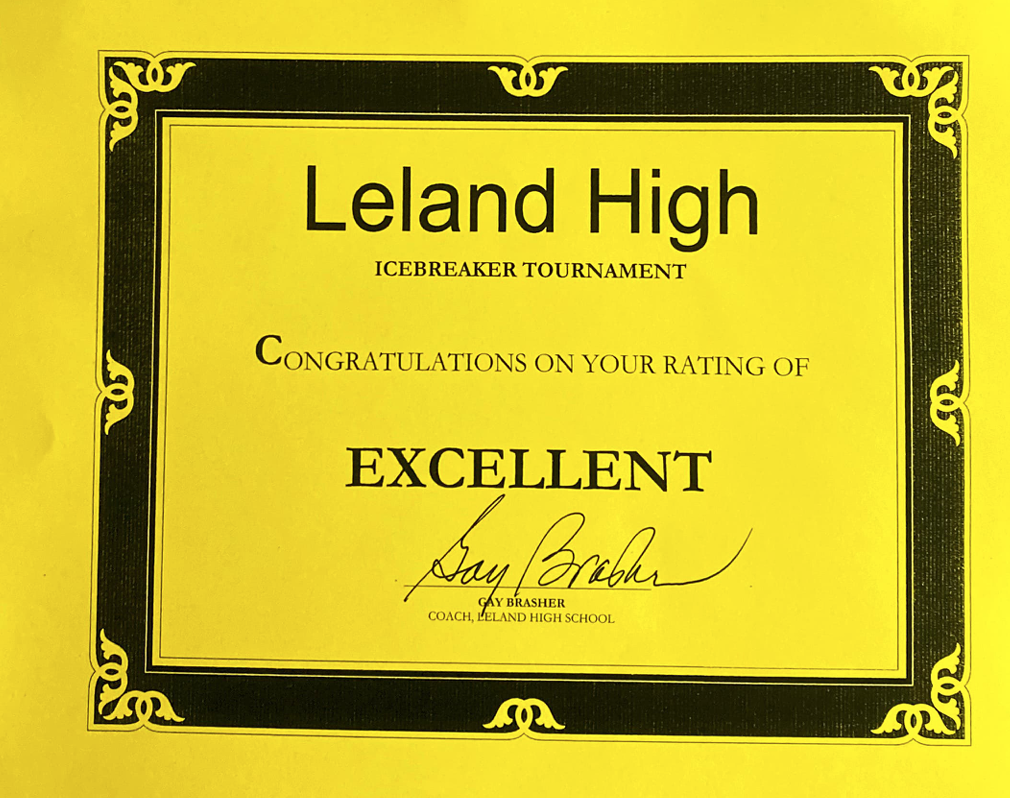 Leland High
ICEBREAKER TOURNAMENT
CONGRATULATIONS ON YOUR RATING OF
EXCELLENT
Gay Brasher
GAY BRASHER
COACH, LELAND HIGH SCHOOL